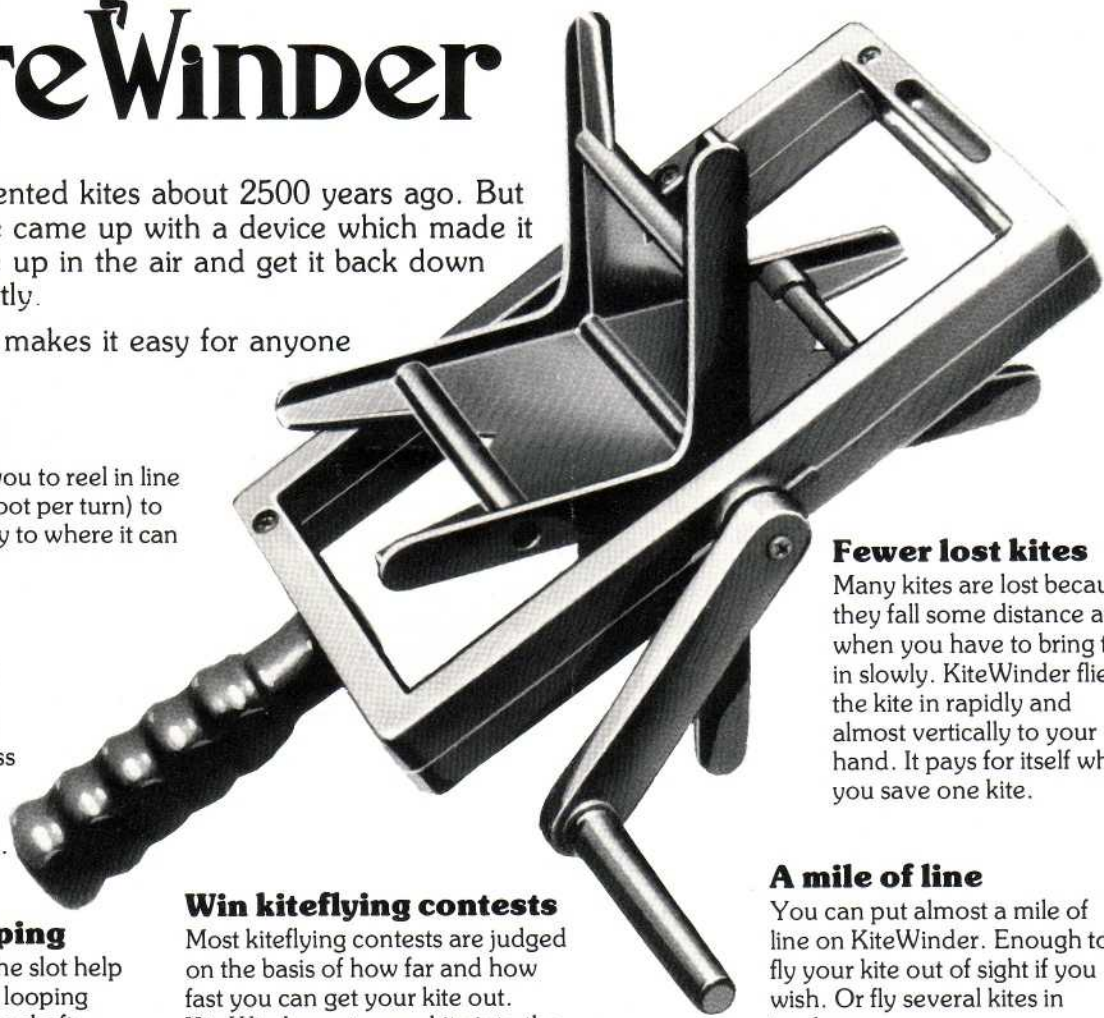 eWinder
ented kites about 2500 years ago. But
came up with a device which made it
up in the air and get it back down
tly.
makes it easy for anyone
ou to reel in line
oot per turn) to
y to where it can
ss
Fewer lost kites
Many kites are lost becau
they fall some distance a
when you have to bring t
in slowly. KiteWinder flie
the kite in rapidly and
almost vertically to your
hand. It pays for itself wh
you save one kite.
ping
ne slot help
looping
Win kiteflying contests
Most kiteflying contests are judged
on the basis of how far and how
fast you can get your kite out.
A mile of line
You can put almost a mile of
line on KiteWinder. Enough to
fly your kite out of sight if you
wish. Or fly several kites in